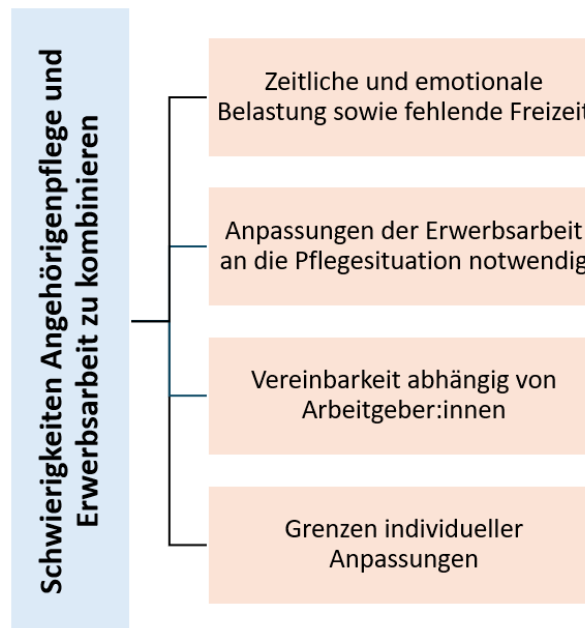 Schwierigkeiten Angehörigenpflege und
Erwerbsarbeit zu kombinieren
Zeitliche und emotionale
Belastung sowie fehlende Freizeit
Anpassungen der Erwerbsarbeit
an die Pflegesituation notwendig
Vereinbarkeit abhängig von
Arbeitgeber:innen
Grenzen individueller
Anpassungen